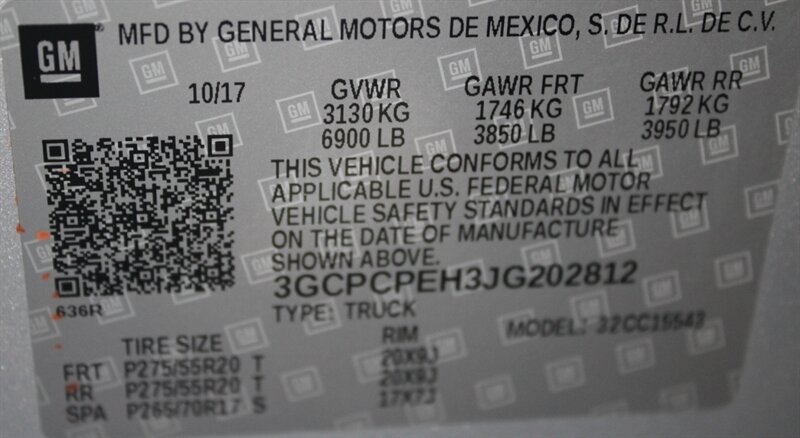 GM
MFD BY GENERAL MOTORS DE MEXICO, S. DE R.L. DE C.V.
10/17 GVWR GAWR FRT GAWR RR
3130 KG 1746 KG 1792 KG
6900 LB 3850 LB 3950 LB
THIS VEHICLE CONFORMS TO ALL
APPLICABLE U.S. FEDERAL MOTOR
VEHICLE SAFETY STANDARDS IN EFFECT
ON THE DATE OF MANUFACTURE
SHOWN ABOVE.
3GCPCPEH3JG202812
636R
TYPE: TRUCK MODEL:
TIRE SIZE RIM
FRT P275/55R20 T 20X9J
RR P275/55R20 T 20X9J
SPA P265/70R17 S 17X7J